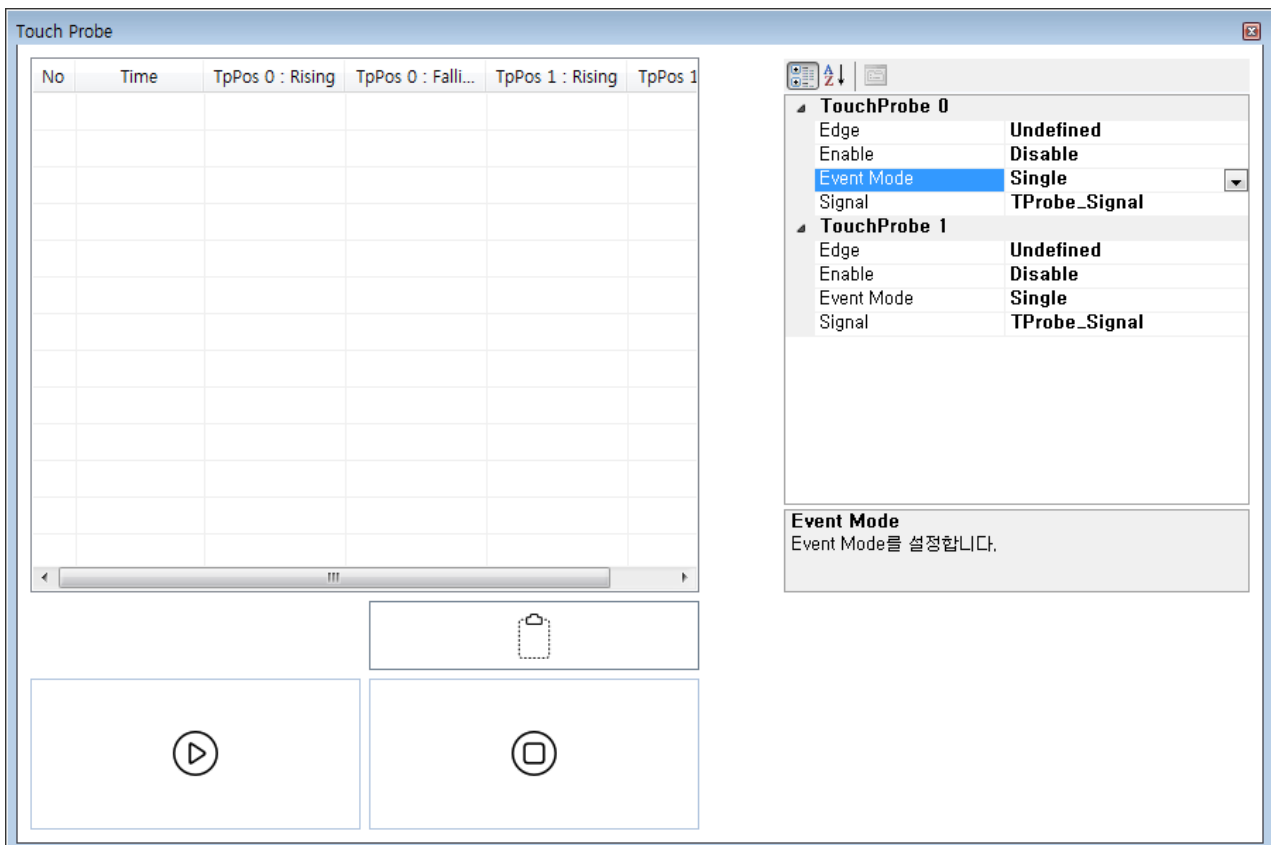 Touch Probe
No Time TpPos 0 : Rising TpPos 0 : Falli... TpPos 1 : Rising TpPos 1
TouchProbe 0
Edge Undefined
Enable Disable
Event Mode Single
Signal TProbe_Signal
TouchProbe 1
Edge Undefined
Enable Disable
Event Mode Single
Signal TProbe_Signal
Event Mode
Event Mode를 설정합니다.